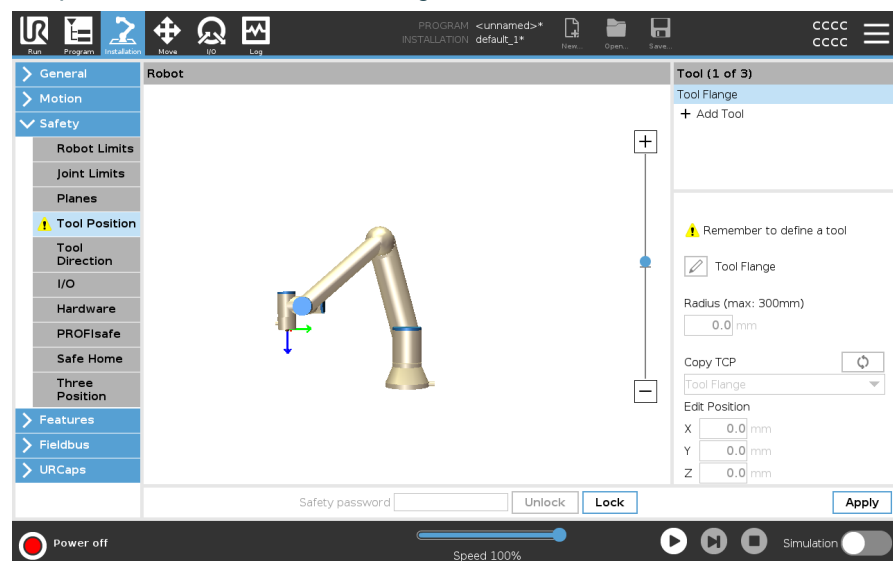 PROGRAM <unnamed>*
INSTALLATION default_1*
CCCC
CCCC
Run Program Installation Move I/O Log New... Open... Save...
General
Motion
Safety
Robot Limits
Joint Limits
Planes
Tool Position
Tool
Direction
I/O
Hardware
PROFIsafe
Safe Home
Three
Position
Features
Fieldbus
URCaps
Robot
Tool (1 of 3)
Tool Flange
+ Add Tool
Remember to define a tool
Tool Flange
Radius (max: 300mm)
0.0 mm
Copy TCP
Tool Flange
Edit Position
X 0.0 mm
Y 0.0 mm
Z 0.0 mm
Safety password Unlock Lock Apply
Power off
Speed 100%
Simulation